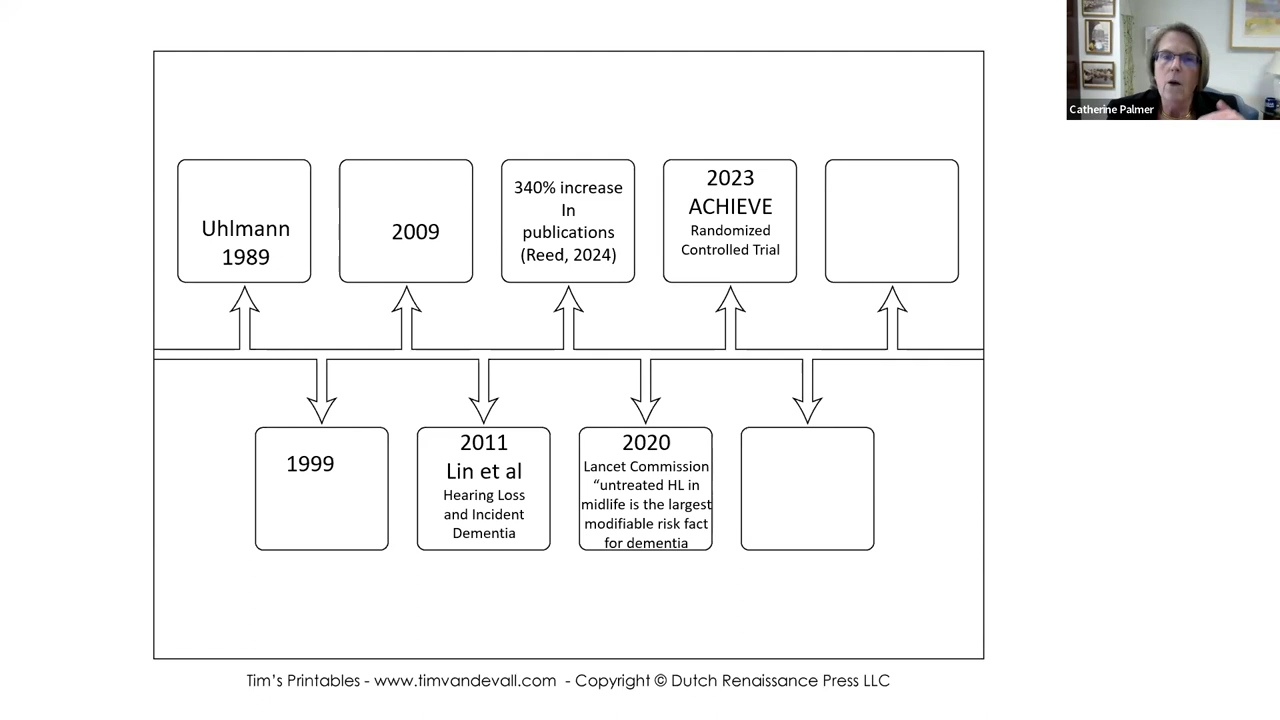 Catherine Palmer
Uhlmann
1989
2009
340% increase
In
publications
(Reed, 2024)
2023
ACHIEVE
Randomized
Controlled Trial
1999
2011
Lin et al
Hearing Loss
and Incident
Dementia
2020
Lancet Commission
“untreated HL in
midlife is the largest
modifiable risk fact
for dementia
Tim’s Printables - www.timvandevall.com - Copyright © Dutch Renaissance Press LLC